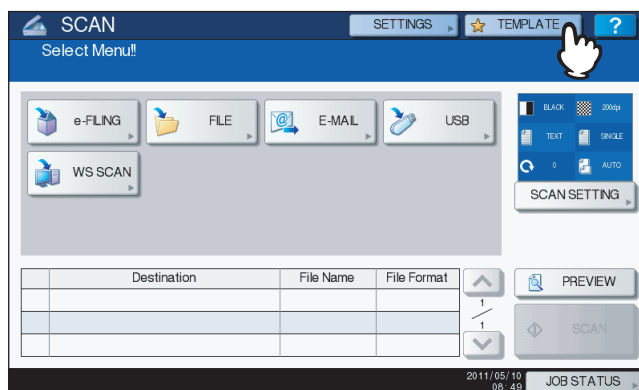 SCAN
SETTINGS
TEMPLATE
?
Select Menu!!
e-FILING
FILE
E-MAIL
USB
WS SCAN
BLACK
200dpi
TEXT
SINGLE
0
AUTO
SCAN SETTING
Destination
File Name
File Format
1
1
PREVIEW
SCAN
2011/05/10
08:49
JOB STATUS